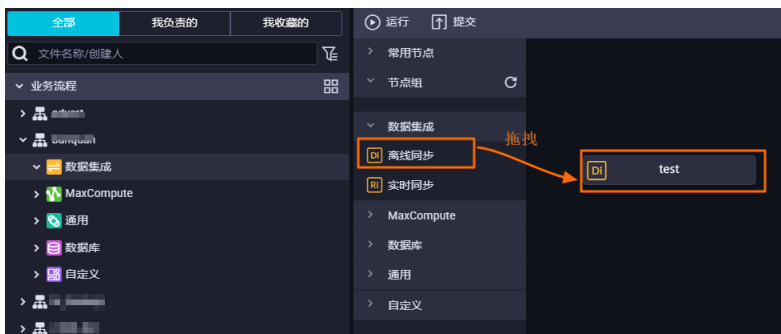 全部 我负责的 我收藏的
文件名称/创建人
业务流程
数据集成
MaxCompute
通用
数据库
自定义
运行 提交
常用节点
节点组
数据集成
DI 离线同步
RI 实时同步
MaxCompute
数据库
通用
自定义
拖拽
Di test